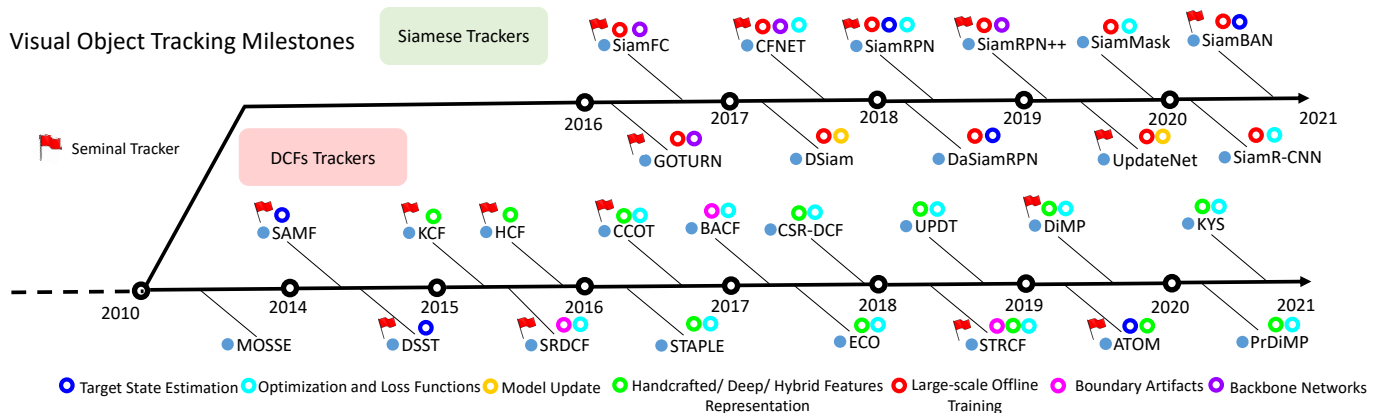 Visual Object Tracking Milestones
Siamese Trackers
SiamFC
CFNET
SiamRPN
SiamRPN++
SiamMask
SiamBAN
2016
2017
2018
2019
2020
2021
Seminal Tracker
DCFs Trackers
GOTURN
DSiam
DaSiamRPN
UpdateNet
SiamR-CNN
SAMF
KCF
HCF
CCOT
BACF
CSR-DCF
UPDT
DiMP
KYS
2010
2014
2015
2016
2017
2018
2019
2020
2021
MOSSE
DSST
SRDCF
STAPLE
ECO
STRCF
ATOM
PrDiMP
Target State Estimation
Optimization and Loss Functions
Model Update
Handcrafted/ Deep/ Hybrid Features
Representation
Large-scale Offline
Training
Boundary Artifacts
Backbone Networks